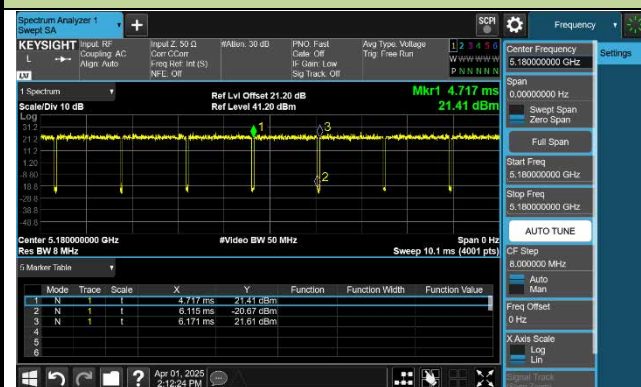 Spectrum Analyzer 1
Swept SA
+
SCPI
Frequency
KEYSIGHT
L
Input: RF
Coupling: AC
Align: Auto
Input Z: 50 Ω
Corr CCorr
Freq Ref: Int (S)
NFE: Off
#Atten: 30 dB
PNO: Fast
Gate: Off
IF Gain: Low
Sig Track: Off
Avg Type: Voltage
Trig: Free Run
1 2 3 4 5 6
W W W W W W
P N N N N N
Center Frequency
5.180000000 GHz
Settings
Span
0.00000000 Hz
Swept Span
Zero Span
Full Span
Start Freq
5.180000000 GHz
Stop Freq
5.180000000 GHz
AUTO TUNE
CF Step
8.000000 MHz
Auto
Man
Freq Offset
0 Hz
X Axis Scale
Log
Lin
Signal Track
1 Spectrum
Scale/Div 10 dB
Log
Ref Lvl Offset 21.20 dB
Ref Level 41.20 dBm
Mkr1 4.717 ms
21.41 dBm
31.2
21.2
11.2
1.20
-8.80
-18.8
-28.8
-38.8
-48.8
1
3
2
Center 5.180000000 GHz
Res BW 8 MHz
#Video BW 50 MHz
Span 0 Hz
Sweep 10.1 ms (4001 pts)
5 Marker Table
Mode Trace Scale X Y Function Function Width Function Value
1 N 1 t 4.717 ms 21.41 dBm
2 N 1 t 6.115 ms -20.67 dBm
3 N 1 t 6.171 ms 21.61 dBm
4
5
6
?
Apr 01, 2025
2:12:24 PM